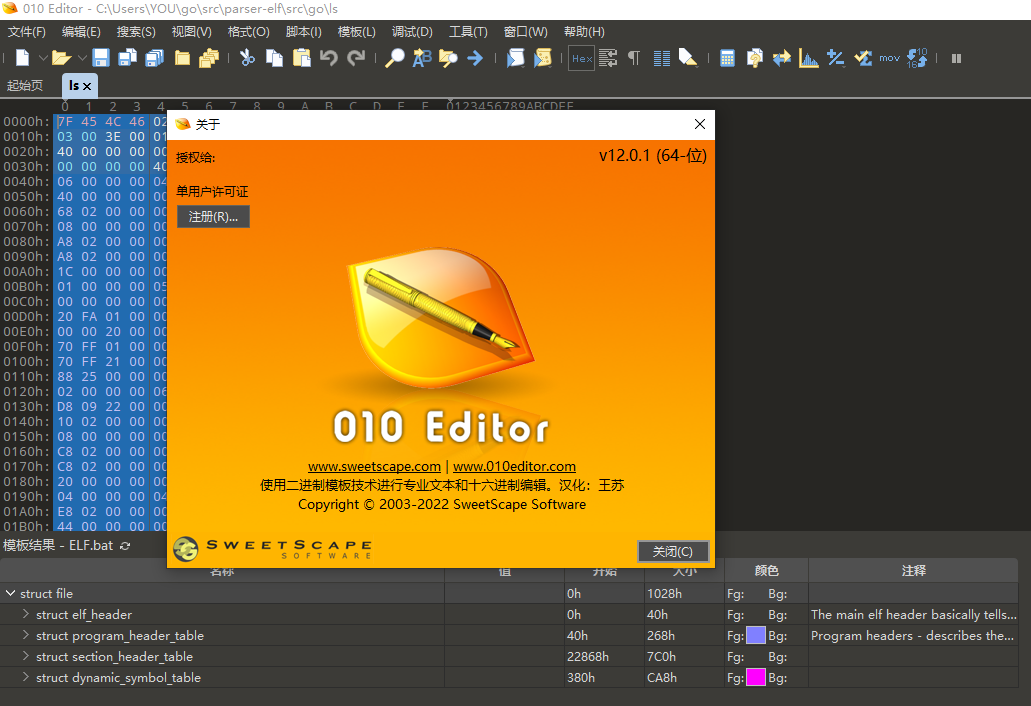 010 Editor - C:\Users\YOU\go\src\parser-elf\src\go\ls
文件(F) 编辑(E) 搜索(S) 视图(V) 格式(O) 脚本(I) 模板(L) 调试(D) 工具(T) 窗口(W) 帮助(H)
Hex mov
起始页 ls
0 1 2 3 4 5 6 7 8 9 A B C D E F 0123456789ABCDEF
关于
授权给: v12.0.1 (64-位)
单用户许可证
注册(R)...
010 Editor
www.sweetscape.com | www.010editor.com
使用二进制模板技术进行专业文本和十六进制编辑。汉化：王苏
Copyright © 2003-2022 SweetScape Software
SWEETSCAPE
SOFTWARE
关闭(C)
0000h: 7F 45 4C 46 02
0010h: 03 00 3E 00 01
0020h: 40 00 00 00 00
0030h: 00 00 00 00 40
0040h: 06 00 00 00 04
0050h: 40 00 00 00 00
0060h: 68 02 00 00 00
0070h: 08 00 00 00 00
0080h: A8 02 00 00 00
0090h: A8 02 00 00 00
00A0h: 1C 00 00 00 00
00B0h: 01 00 00 00 05
00C0h: 00 00 00 00 00
00D0h: 20 FA 01 00 00
00E0h: 00 00 20 00 00
00F0h: 70 FF 01 00 00
0100h: 70 FF 21 00 00
0110h: 88 25 00 00 00
0120h: 02 00 00 00 06
0130h: D8 09 22 00 00
0140h: 10 02 00 00 00
0150h: 08 00 00 00 00
0160h: C8 02 00 00 00
0170h: C8 02 00 00 00
0180h: 20 00 00 00 00
0190h: 04 00 00 00 04
01A0h: E8 02 00 00 00
01B0h: 44 00 00 00 00
模板结果 - ELF.bat
名称 值 开始 大小 颜色 注释
struct file 0h 1028h Fg: Bg:
struct elf_header 0h 40h Fg: Bg: The main elf header basically tells...
struct program_header_table 40h 268h Fg: Bg: Program headers - describes the...
struct section_header_table 22868h 7C0h Fg: Bg:
struct dynamic_symbol_table 380h CA8h Fg: Bg: